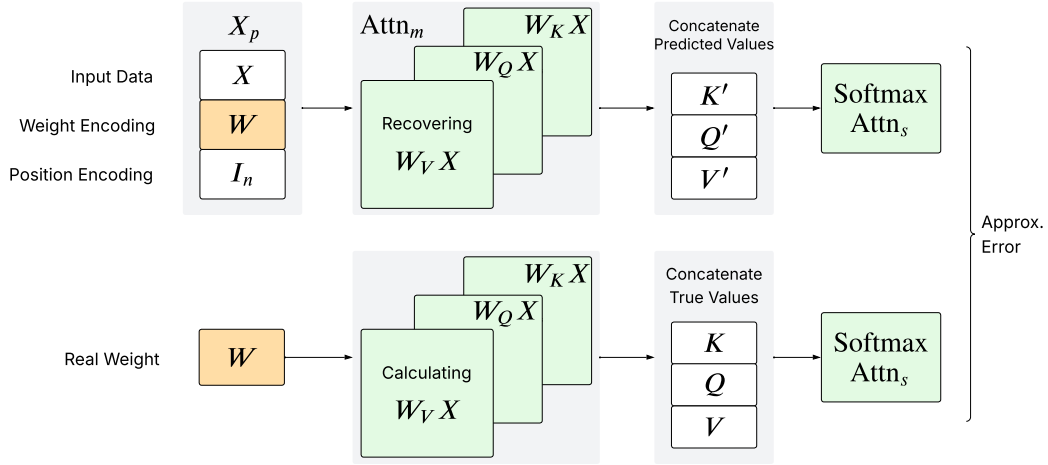 X_p
Input Data
X
Weight Encoding
W
Position Encoding
I_n
Attn_m
W_K X
W_Q X
Recovering
W_V X
Concatenate
Predicted Values
K′
Q′
V′
Softmax
Attn_s
Approx.
Error
Real Weight
W
W_K X
W_Q X
Calculating
W_V X
Concatenate
True Values
K
Q
V
Softmax
Attn_s